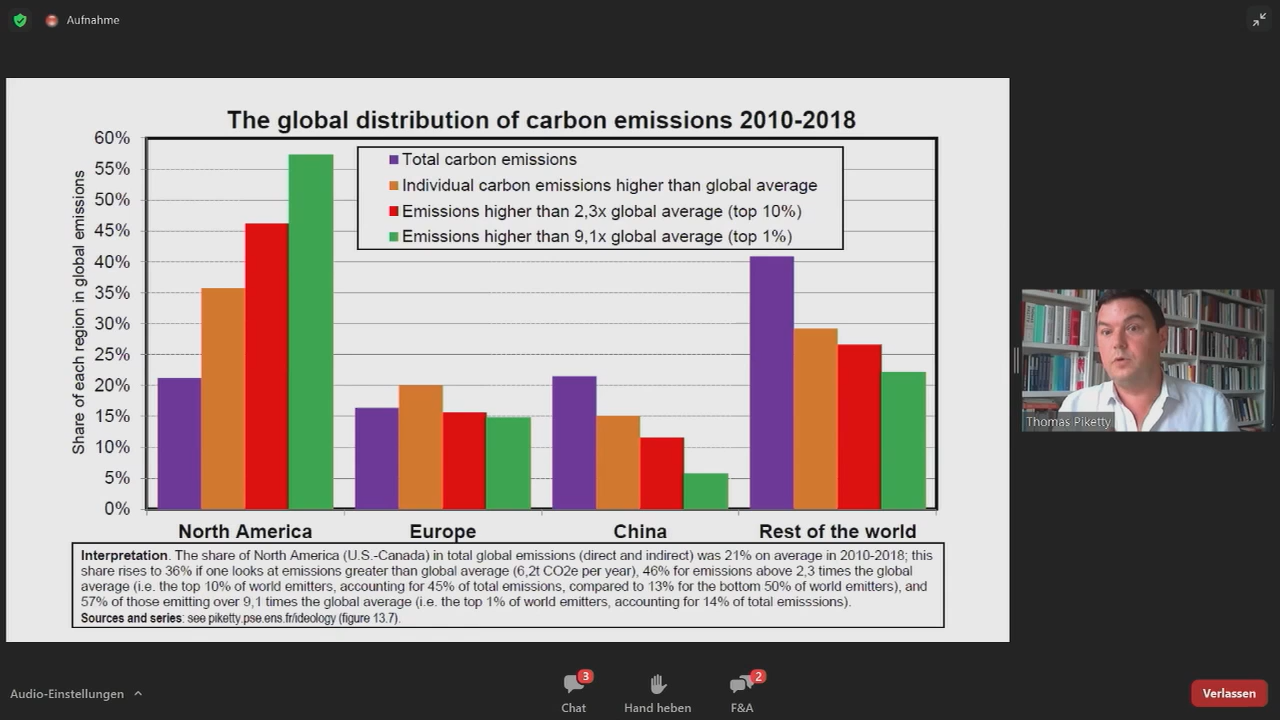 Aufnahme
The global distribution of carbon emissions 2010-2018
Share of each region in global emissions
60%
55%
50%
45%
40%
35%
30%
25%
20%
15%
10%
5%
0%
Total carbon emissions
Individual carbon emissions higher than global average
Emissions higher than 2,3x global average (top 10%)
Emissions higher than 9,1x global average (top 1%)
North America
Europe
China
Rest of the world
Interpretation. The share of North America (U.S.-Canada) in total global emissions (direct and indirect) was 21% on average in 2010-2018; this
share rises to 36% if one looks at emissions greater than global average (6,2t CO2e per year), 46% for emissions above 2,3 times the global
average (i.e. the top 10% of world emitters, accounting for 45% of total emissions, compared to 13% for the bottom 50% of world emitters), and
57% of those emitting over 9,1 times the global average (i.e. the top 1% of world emitters, accounting for 14% of total emisssions).
Sources and series: see piketty.pse.ens.fr/ideology (figure 13.7).
Thomas Piketty
Audio-Einstellungen
3
Chat
Hand heben
2
F&A
Verlassen